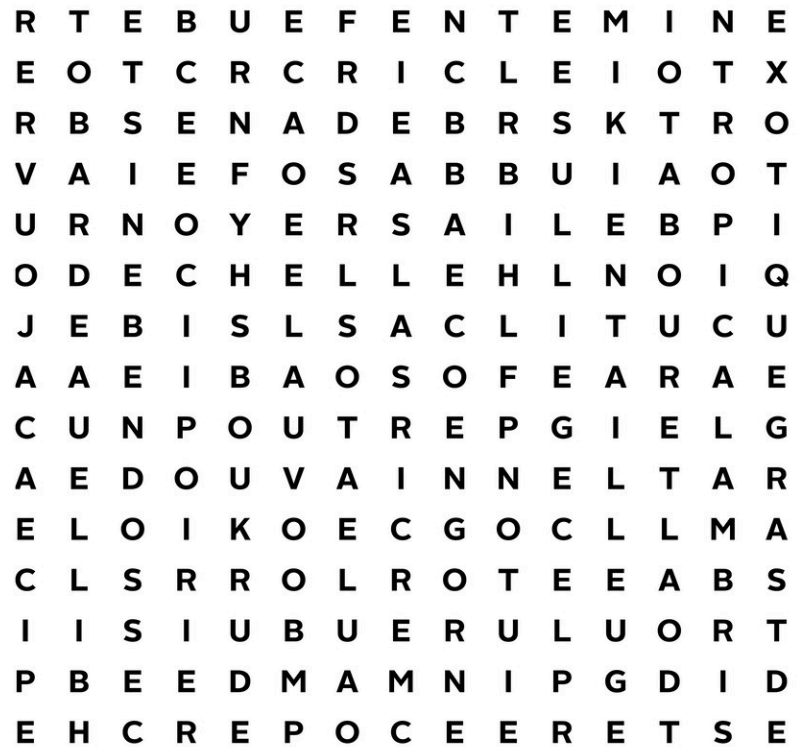 R T E B U E F E N T E M I N E
E O T C R C R I C L E I O T X
R B S E N A D E B R S K T R O
V A I E F O S A B B U I A O T
U R N O Y E R S A I L E B P I
O D E C H E L L E H L N O I Q
J E B I S L S A C L I T U C U
A A E I B A O S O F E A R A E
C U N P O U T R E P G I E L G
A E D O U V A I N N E L T A R
E L O I K O E C G O C L L M A
C L S R R O L R O T E E A B S
I I S I U B U E R U L U O R T
P B E E D M A M N I P G D I D
E H C R E P O C E E R E T S E